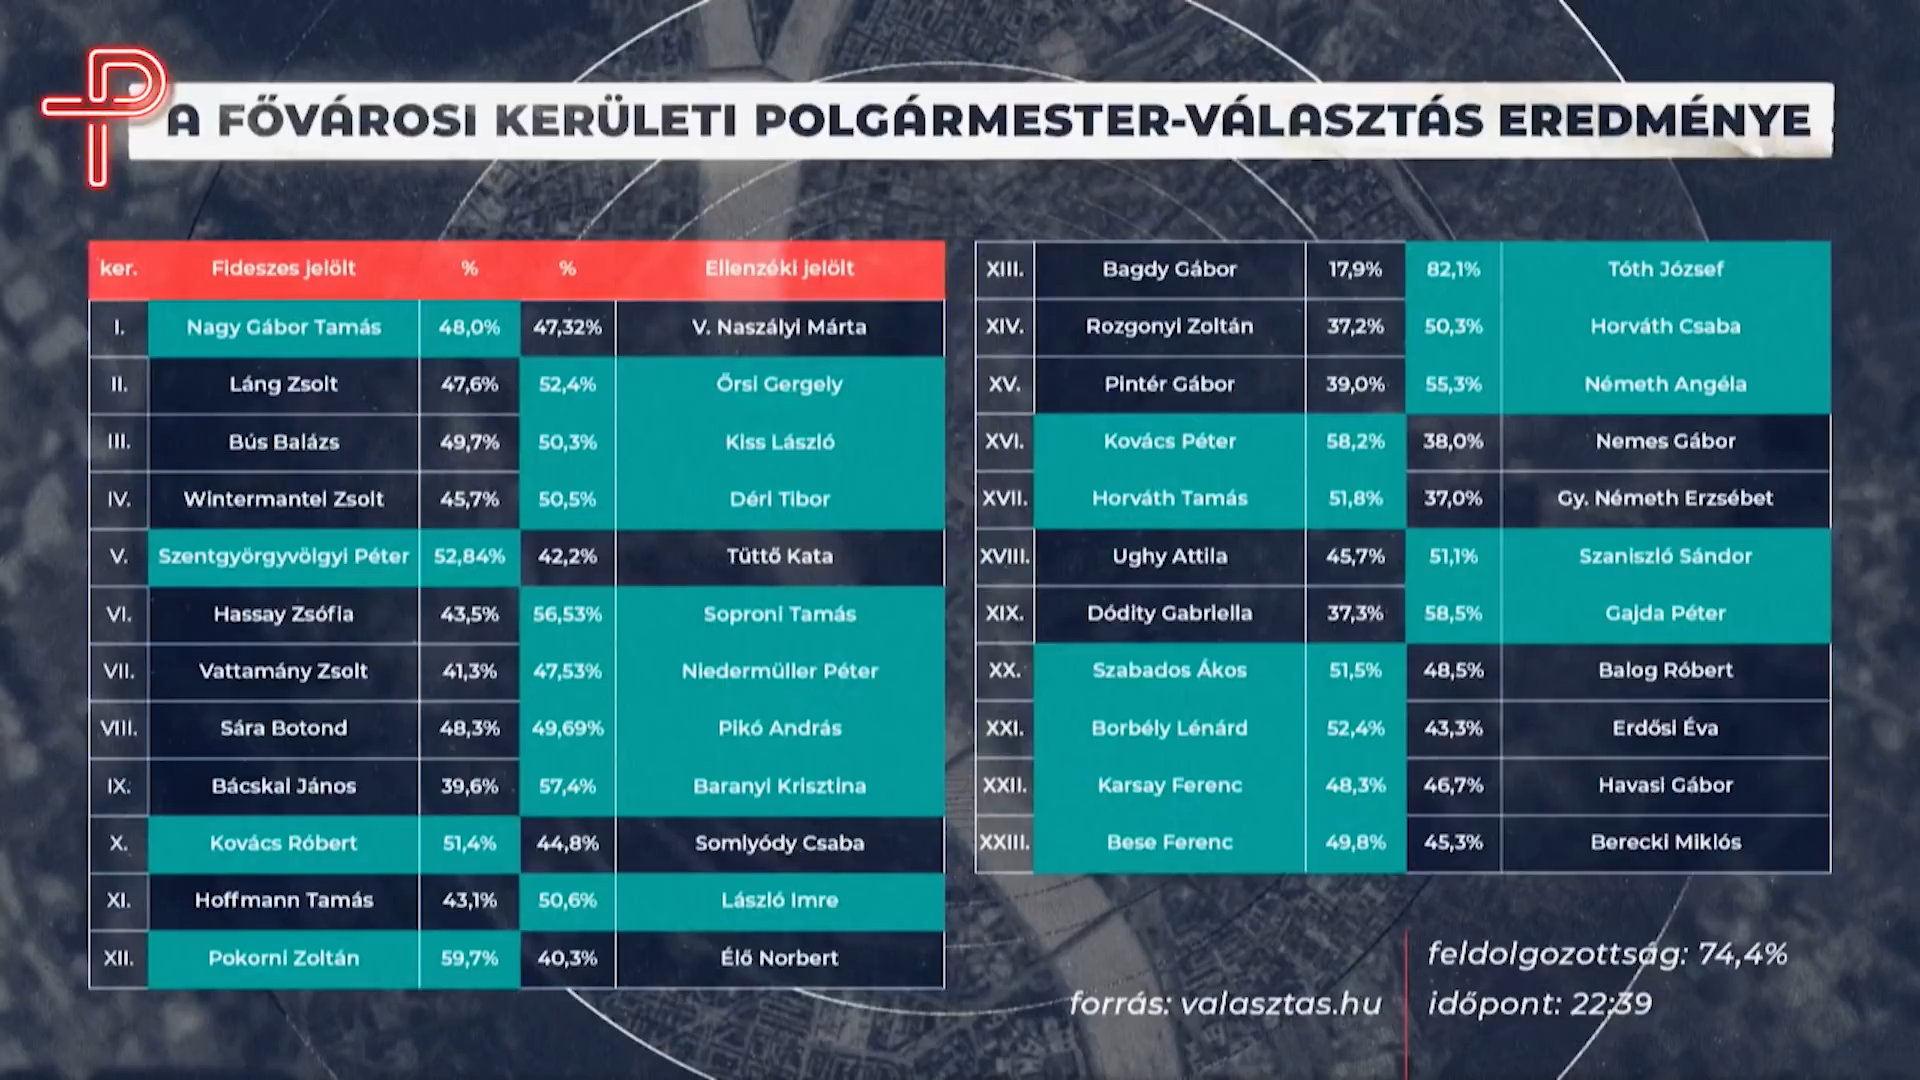 A FŐVÁROSI KERÜLETI POLGÁRMESTER-VÁLASZTÁS EREDMÉNYE
ker. Fideszes jelölt % % Ellenzéki jelölt
I. Nagy Gábor Tamás 48,0% 47,32% V. Naszályi Márta
II. Láng Zsolt 47,6% 52,4% Őrsi Gergely
III. Bús Balázs 49,7% 50,3% Kiss László
IV. Wintermantel Zsolt 45,7% 50,5% Déri Tibor
V. Szentgyörgyvölgyi Péter 52,84% 42,2% Tüttő Kata
VI. Hassay Zsófia 43,5% 56,53% Soproni Tamás
VII. Vattamány Zsolt 41,3% 47,53% Niedermüller Péter
VIII. Sára Botond 48,3% 49,69% Pikó András
IX. Bácskai János 39,6% 57,4% Baranyi Krisztina
X. Kovács Róbert 51,4% 44,8% Somlyódy Csaba
XI. Hoffmann Tamás 43,1% 50,6% László Imre
XII. Pokorni Zoltán 59,7% 40,3% Élő Norbert
XIII. Bagdy Gábor 17,9% 82,1% Tóth József
XIV. Rozgonyi Zoltán 37,2% 50,3% Horváth Csaba
XV. Pintér Gábor 39,0% 55,3% Németh Angéla
XVI. Kovács Péter 58,2% 38,0% Nemes Gábor
XVII. Horváth Tamás 51,8% 37,0% Gy. Németh Erzsébet
XVIII. Ughy Attila 45,7% 51,1% Szaniszló Sándor
XIX. Dódity Gabriella 37,3% 58,5% Gajda Péter
XX. Szabados Ákos 51,5% 48,5% Balog Róbert
XXI. Borbély Lénárd 52,4% 43,3% Erdősi Éva
XXII. Karsay Ferenc 48,3% 46,7% Havasi Gábor
XXIII. Bese Ferenc 49,8% 45,3% Berecki Miklós
feldolgozottság: 74,4%
forrás: valasztas.hu
időpont: 22:39